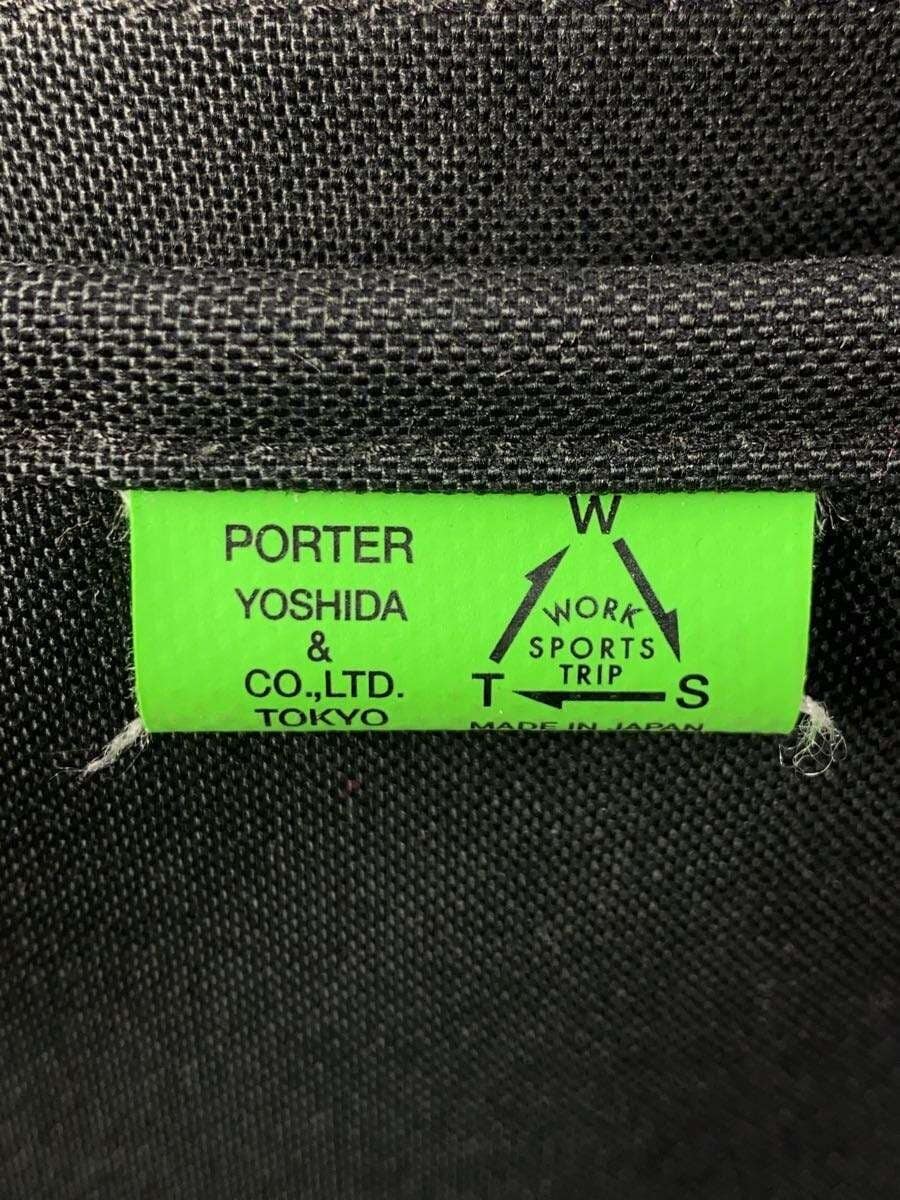 PORTER
YOSHIDA
&
CO.,LTD.
TOKYO
W
WORK
SPORTS
TRIP
T S
MADE IN JAPAN